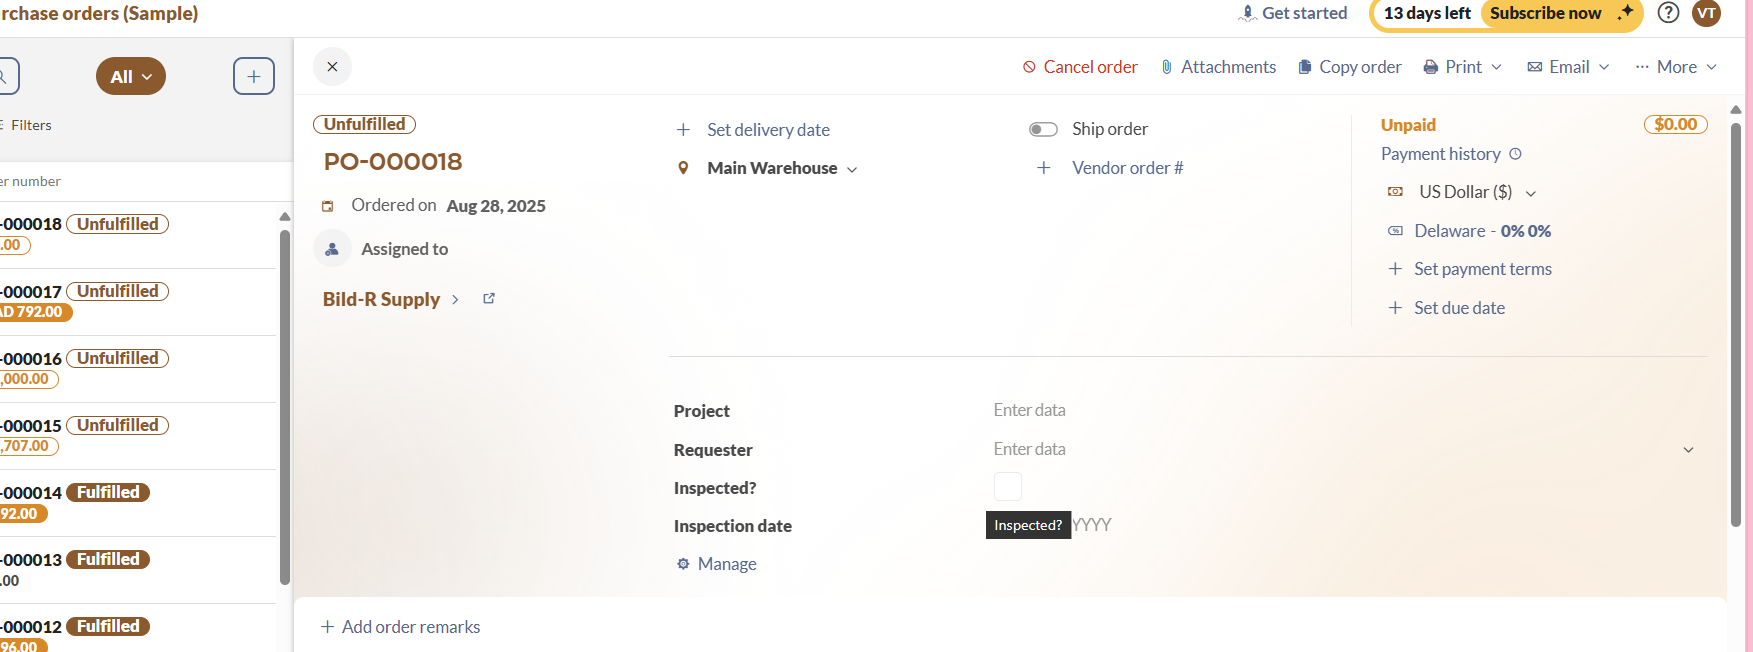 rchase orders (Sample)
Get started
13 days left
Subscribe now
VT
All
Filters
er number
-000018 Unfulfilled
.00
-000017 Unfulfilled
AD 792.00
-000016 Unfulfilled
,000.00
-000015 Unfulfilled
,707.00
-000014 Fulfilled
92.00
-000013 Fulfilled
.00
-000012 Fulfilled
96.00
Cancel order
Attachments
Copy order
Print
Email
More
Unfulfilled
PO-000018
Ordered on Aug 28, 2025
Assigned to
Bild-R Supply
Set delivery date
Main Warehouse
Ship order
Vendor order #
Unpaid
$0.00
Payment history
US Dollar ($)
Delaware - 0% 0%
Set payment terms
Set due date
Project Enter data
Requester Enter data
Inspected?
Inspection date Inspected? YYYY
Manage
Add order remarks